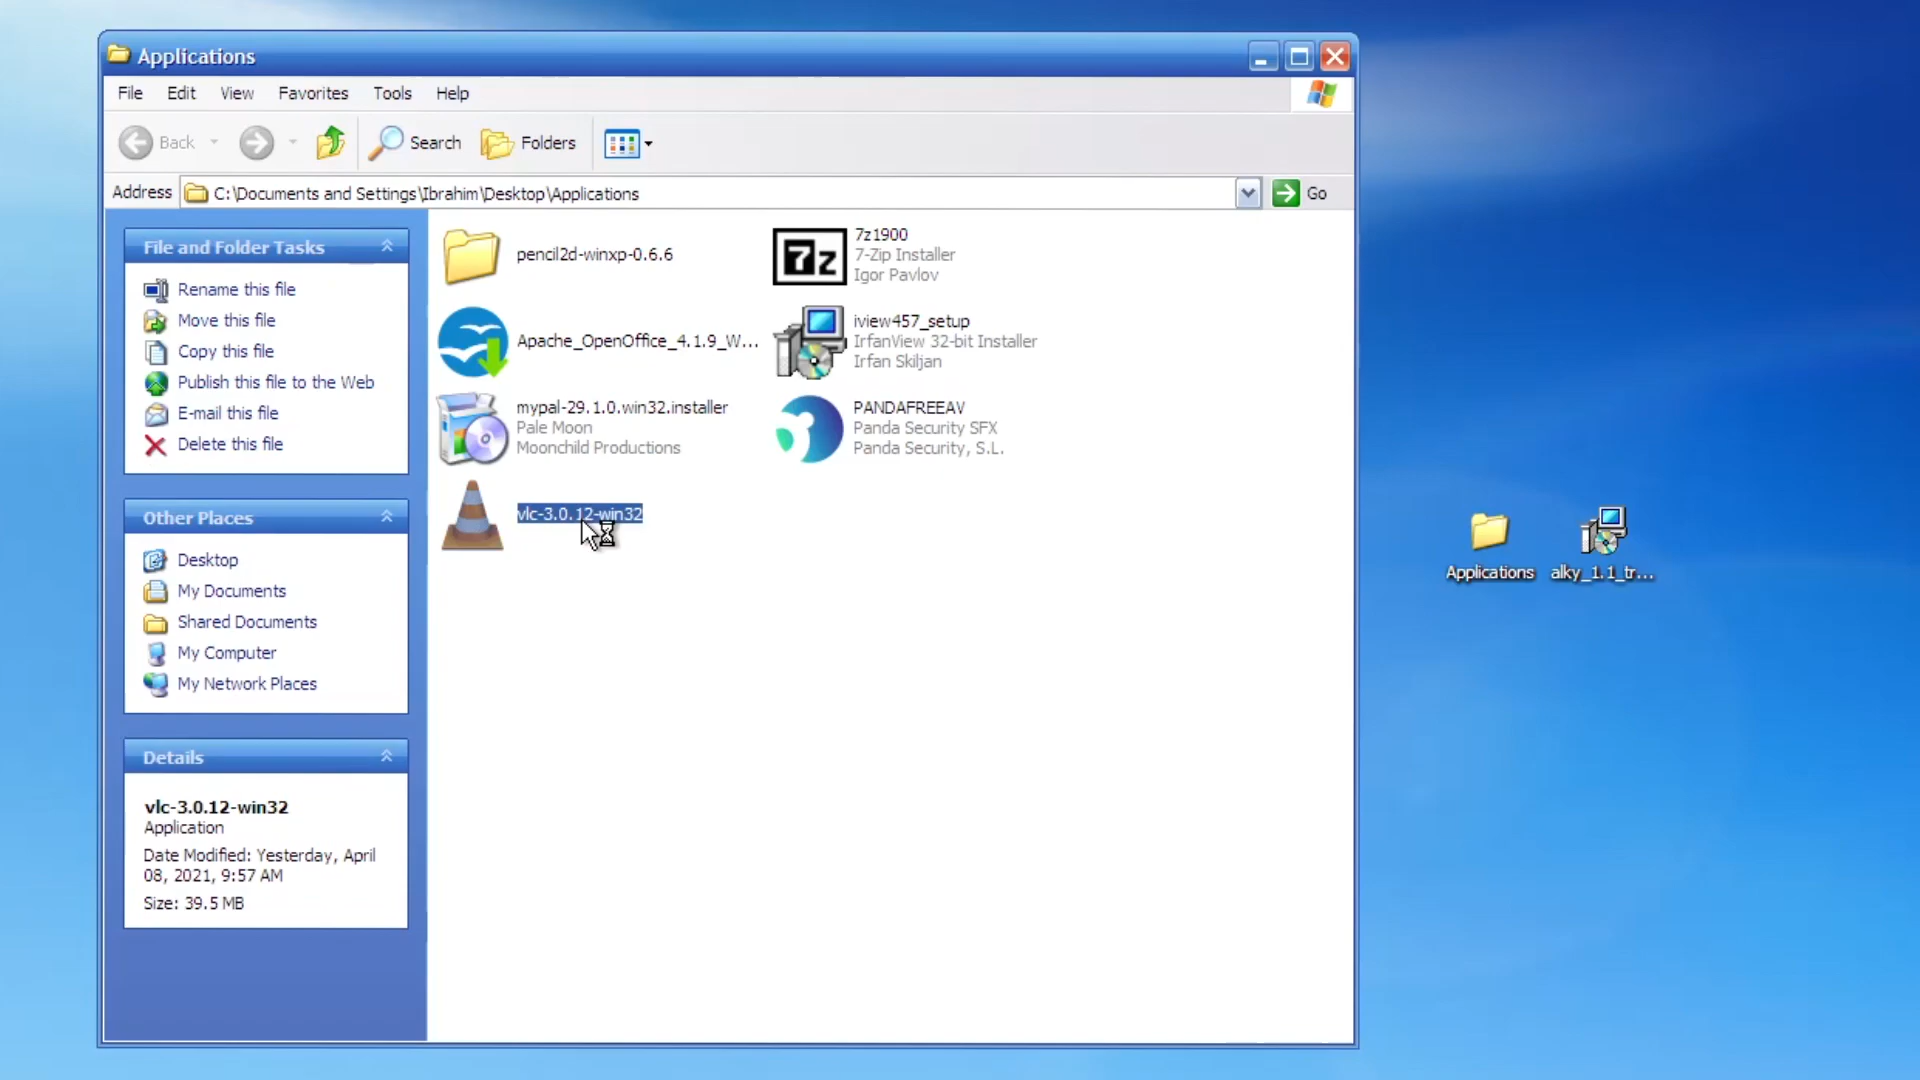 Applications
File Edit View Favorites Tools Help
Back Search Folders
Address C:\Documents and Settings\Ibrahim\Desktop\Applications Go
File and Folder Tasks
Rename this file
Move this file
Copy this file
Publish this file to the Web
E-mail this file
Delete this file
Other Places
Desktop
My Documents
Shared Documents
My Computer
My Network Places
Details
vlc-3.0.12-win32
Application
Date Modified: Yesterday, April
08, 2021, 9:57 AM
Size: 39.5 MB
pencil2d-winxp-0.6.6
7z
7z1900
7-Zip Installer
Igor Pavlov
Apache_OpenOffice_4.1.9_W...
iview457_setup
IrfanView 32-bit Installer
Irfan Skiljan
mypal-29.1.0.win32.installer
Pale Moon
Moonchild Productions
PANDAFREEAV
Panda Security SFX
Panda Security, S.L.
vlc-3.0.12-win32
Applications
alky_1.1_tr...